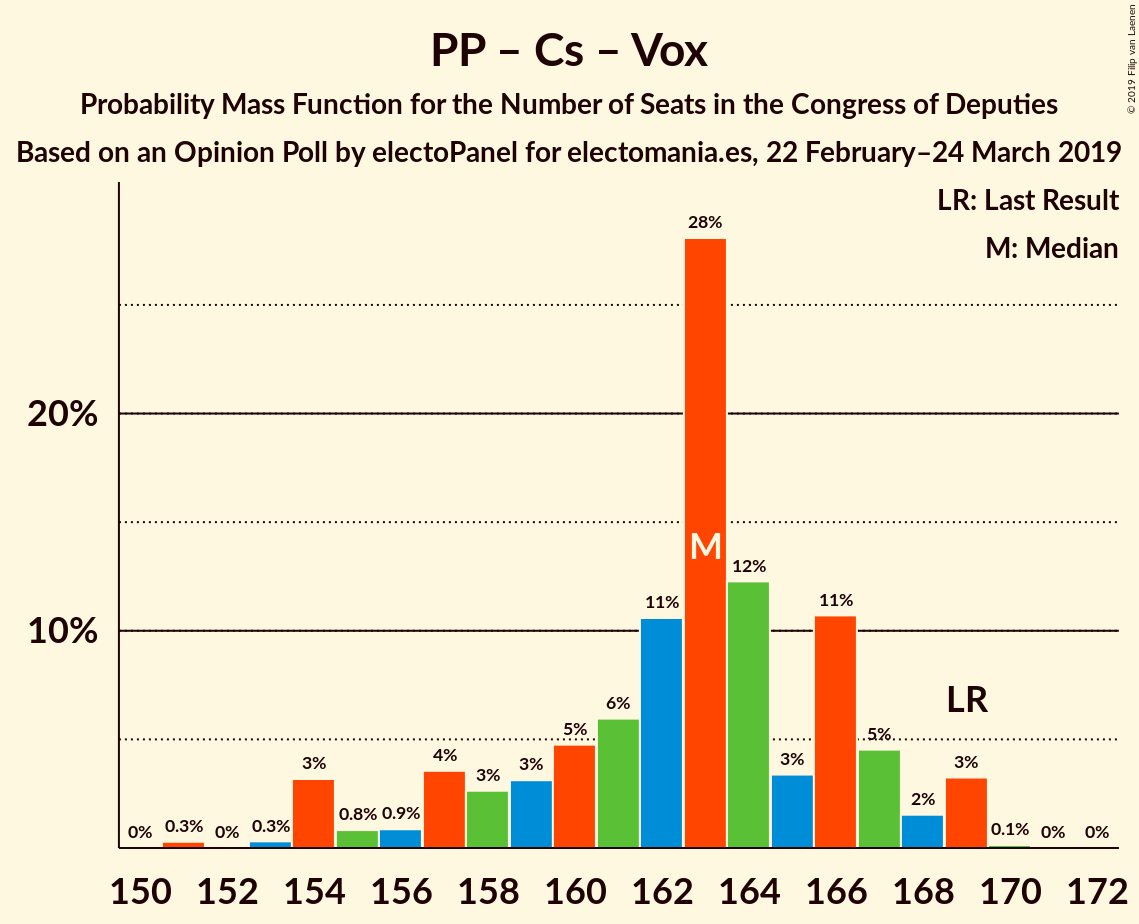 PP – Cs – Vox
Probability Mass Function for the Number of Seats in the Congress of Deputies
Based on an Opinion Poll by electoPanel for electomania.es, 22 February–24 March 2019
© 2019 Filip van Laenen
LR: Last Result
M: Median
20%
10%
0% 0.3% 0% 0.3% 3% 0.8% 0.9% 4% 3% 3% 5% 6% 11% 28% 12% 3% 11% 5% 2% 3% 0.1% 0% 0%
M
LR
150 152 154 156 158 160 162 164 166 168 170 172